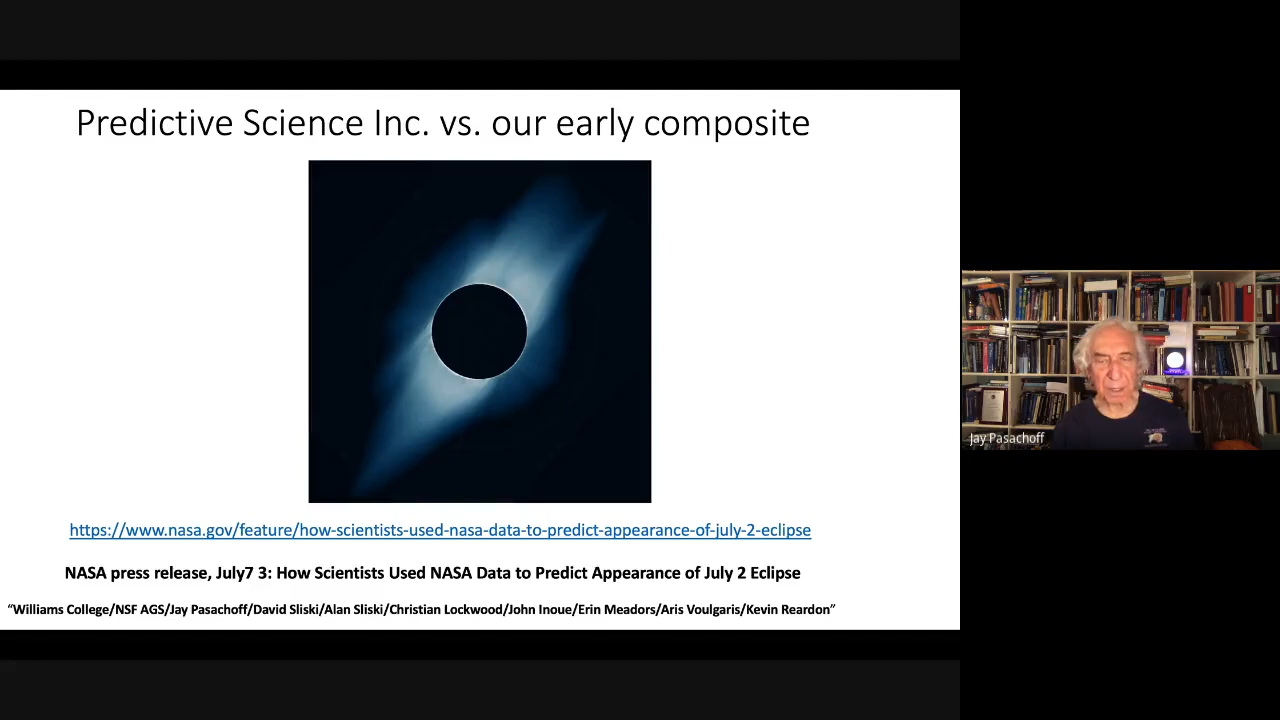 Predictive Science Inc. vs. our early composite
https://www.nasa.gov/feature/how-scientists-used-nasa-data-to-predict-appearance-of-july-2-eclipse
NASA press release, July7 3: How Scientists Used NASA Data to Predict Appearance of July 2 Eclipse
“Williams College/NSF AGS/Jay Pasachoff/David Sliski/Alan Sliski/Christian Lockwood/John Inoue/Erin Meadors/Aris Voulgaris/Kevin Reardon”
Jay Pasachoff